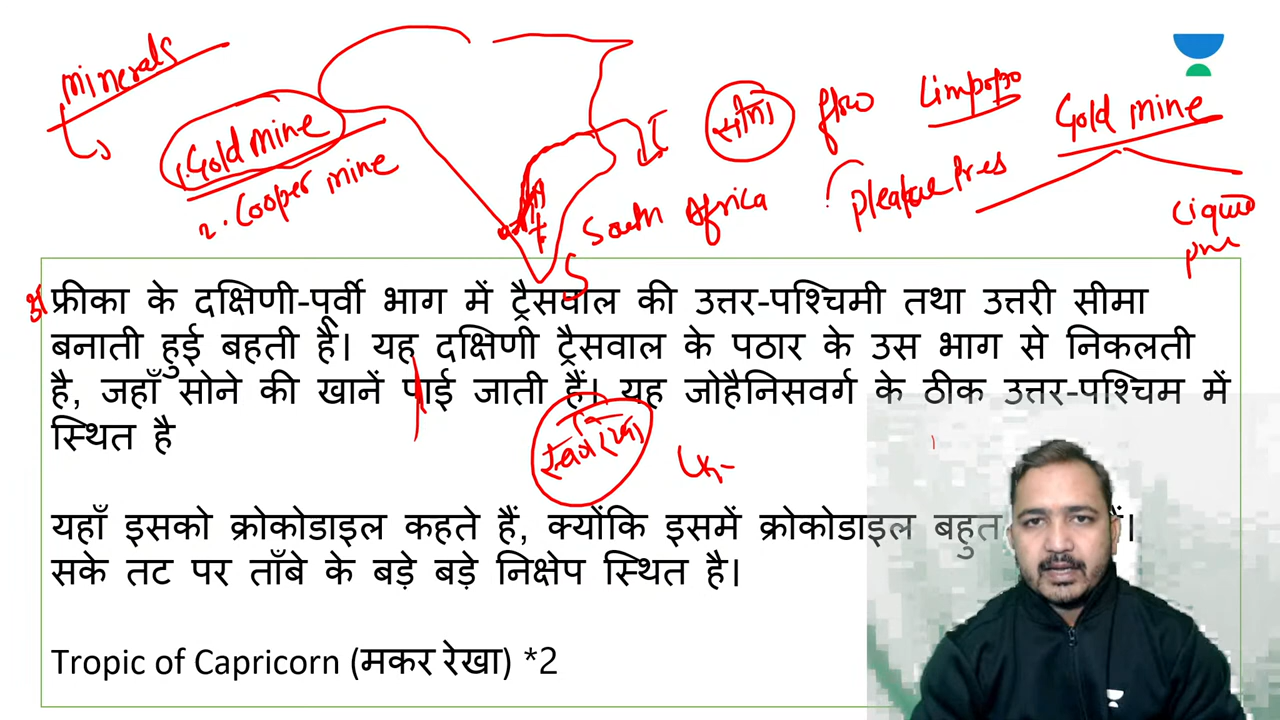 minerals
1. Gold mine
2. Cooper mine
South Africa
सोना
flow
Limpopo
Gold mine
Liquid
फ्रीका के दक्षिणी-पूर्वी भाग में ट्रैसवाल की उत्तर-पश्चिमी तथा उत्तरी सीमा
बनाती हुई बहती है। यह दक्षिणी ट्रैसवाल के पठार के उस भाग से निकलती
है, जहाँ सोने की खानें पाई जाती हैं। यह जोहैनिसवर्ग के ठीक उत्तर-पश्चिम में
स्थित है
यहाँ इसको क्रोकोडाइल कहते हैं, क्योंकि इसमें क्रोकोडाइल बहुत
सके तट पर ताँबे के बड़े बड़े निक्षेप स्थित है।
Tropic of Capricorn (मकर रेखा) *2